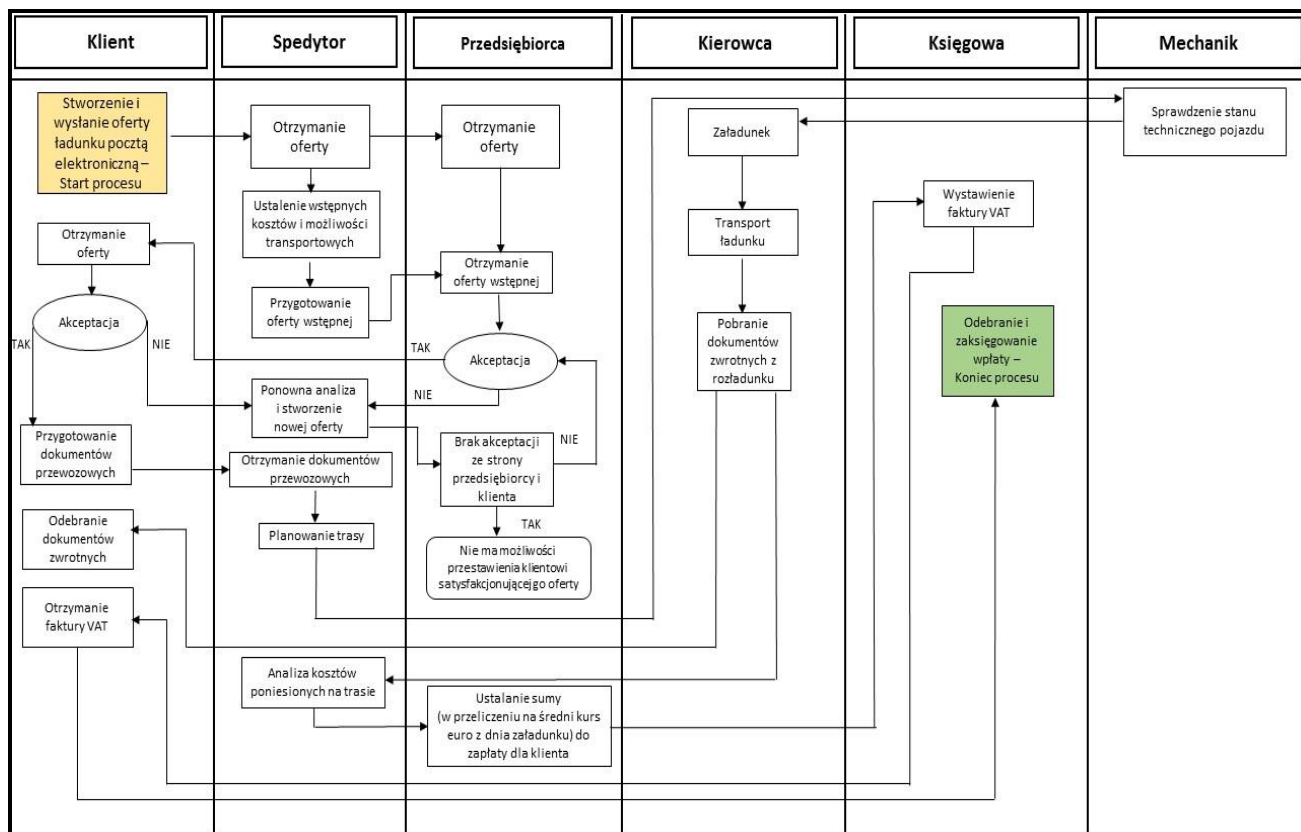 Klient
Spedytor
Przedsiębiorca
Kierowca
Księgowa
Mechanik
Stworzenie i
wysłanie oferty
ładunku pocztą
elektroniczną –
Start procesu
Otrzymanie
oferty
Akceptacja
TAK
NIE
Przygotowanie
dokumentów
przewozowych
Odebranie
dokumentów
zwrotnych
Otrzymanie
faktury VAT
Otrzymanie
oferty
Ustalenie wstępnych
kosztów i możliwości
transportowych
Przygotowanie
oferty wstępnej
Ponowna analiza
i stworzenie
nowej oferty
Otrzymanie dokumentów
przewozowych
Planowanie trasy
Analiza kosztów
poniesionych na trasie
Otrzymanie
oferty
Otrzymanie
oferty wstępnej
TAK
Akceptacja
NIE
Brak akceptacji
ze strony
przedsiębiorcy i
klienta
NIE
TAK
Nie ma możliwości
przestawienia klientowi
satysfakcjonującejgo oferty
Ustalanie sumy
(w przeliczeniu na średni kurs
euro z dnia załadunku) do
zapłaty dla klienta
Załadunek
Transport
ładunku
Pobranie
dokumentów
zwrotnych z
rozładunku
Wystawienie
faktury VAT
Odebranie i
zaksięgowanie
wpłaty –
Koniec procesu
Sprawdzenie stanu
technicznego pojazdu